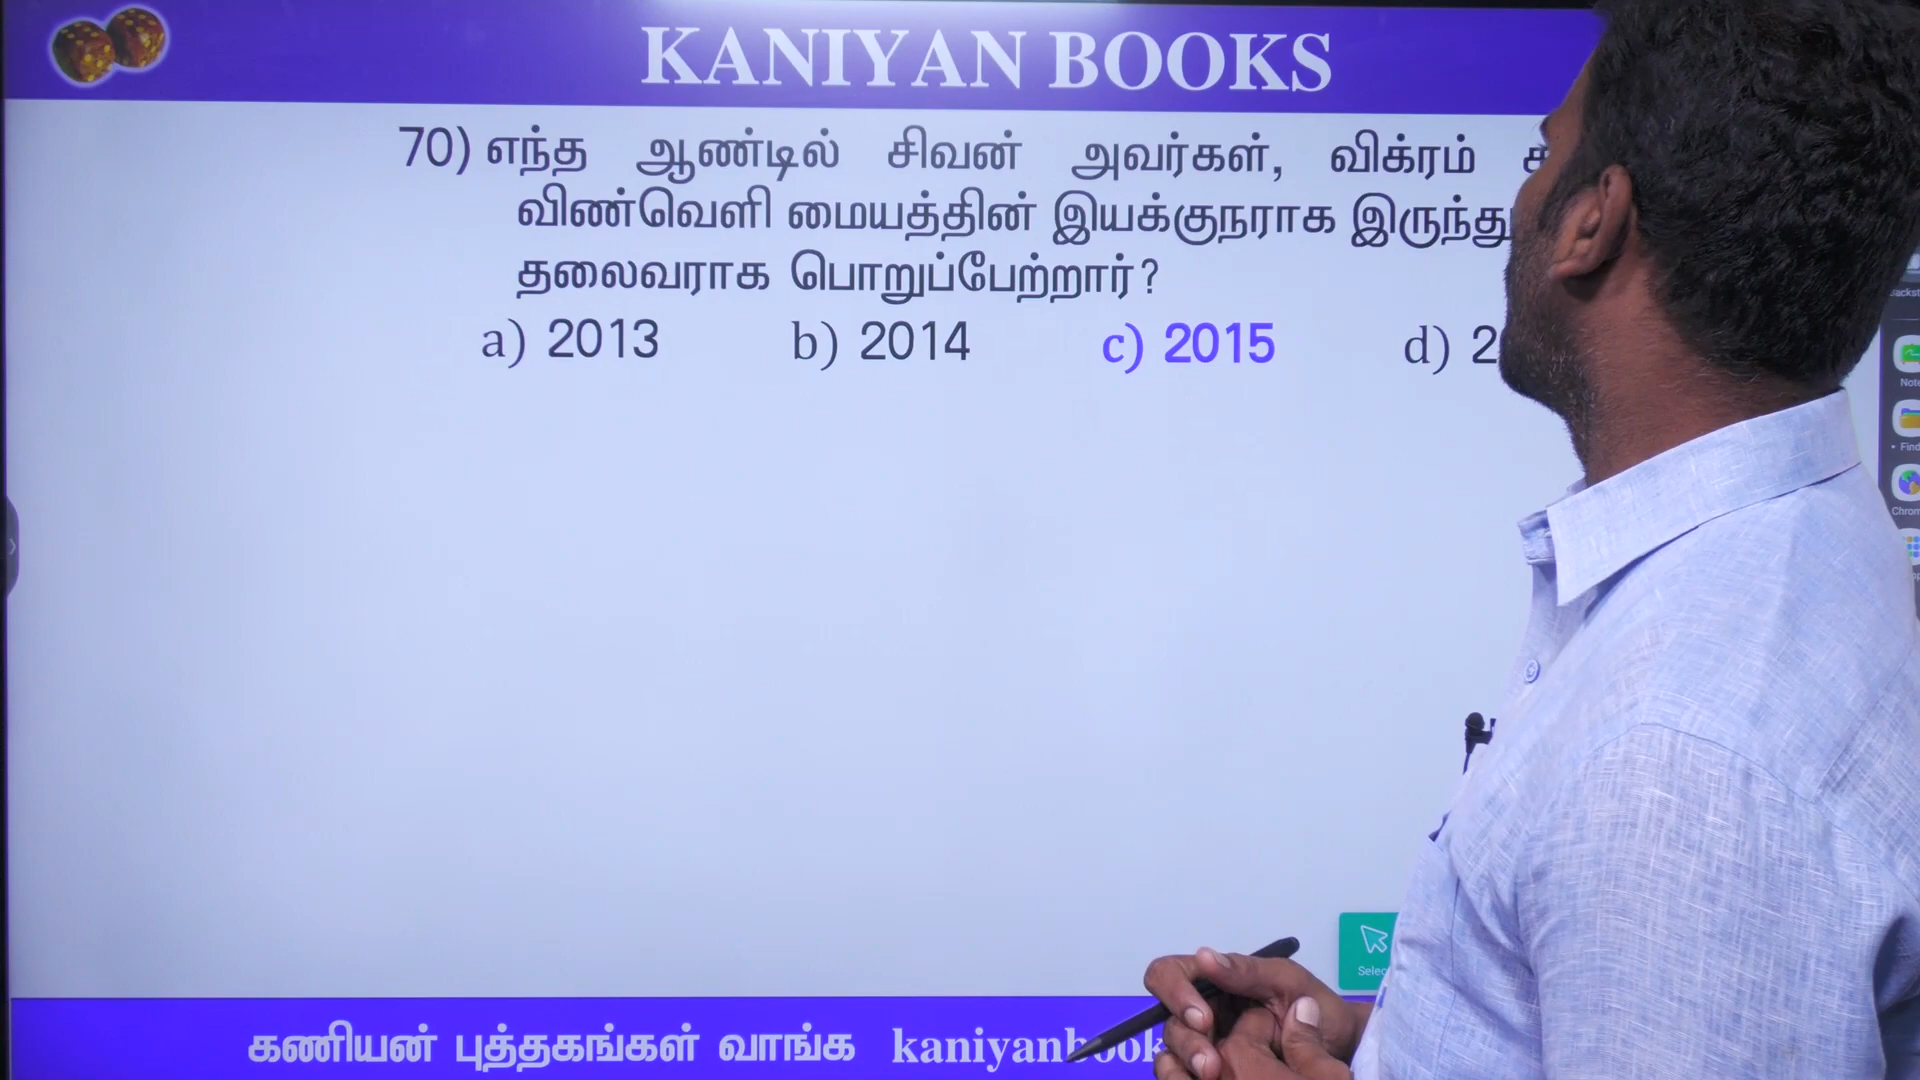 KANIYAN BOOKS
70) எந்த ஆண்டில் சிவன் அவர்கள், விக்ரம்
விண்வெளி மையத்தின் இயக்குநராக இருந்து
தலைவராக பொறுப்பேற்றார்?
a) 2013 b) 2014 c) 2015 d)
கணியன் புத்தகங்கள் வாங்க